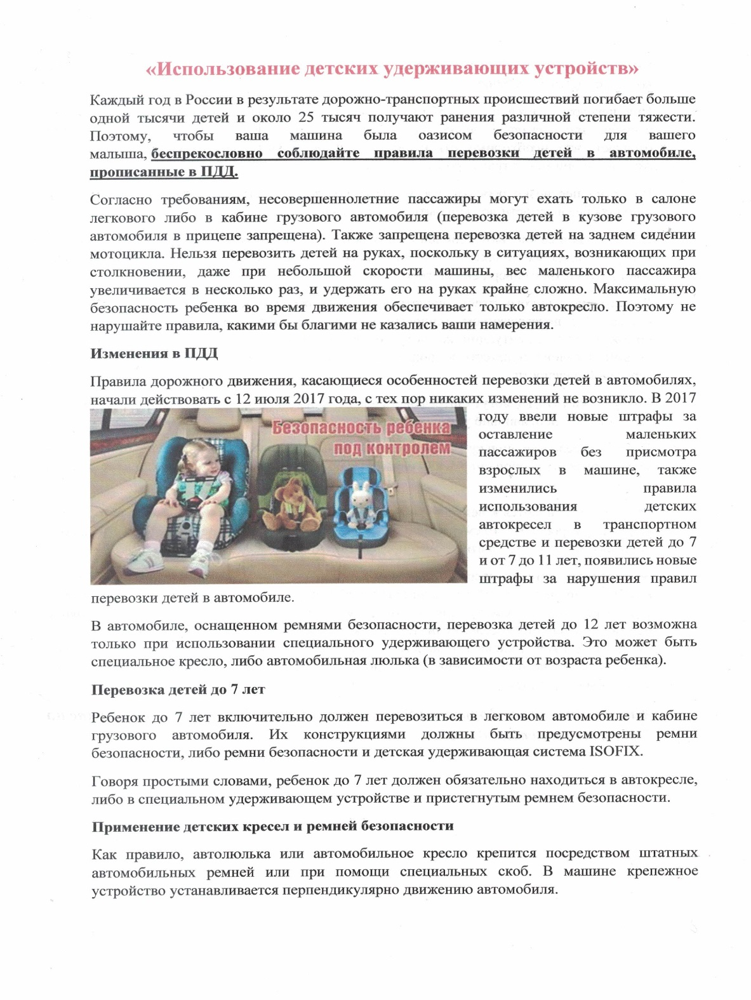 «Использование детских удерживающих устройств»
Каждый год в России в результате дорожно-транспортных происшествий погибает больше
одной тысячи детей и около 25 тысяч получают ранения различной степени тяжести.
Поэтому, чтобы ваша машина была оазисом безопасности для вашего
малыша, беспрекословно соблюдайте правила перевозки детей в автомобиле,
прописанные в ПДД.
Согласно требованиям, несовершеннолетние пассажиры могут ехать только в салоне
легкового либо в кабине грузового автомобиля (перевозка детей в кузове грузового
автомобиля в прицепе запрещена). Также запрещена перевозка детей на заднем сидении
мотоцикла. Нельзя перевозить детей на руках, поскольку в ситуациях, возникающих при
столкновении, даже при небольшой скорости машины, вес маленького пассажира
увеличивается в несколько раз, и удержать его на руках крайне сложно. Максимальную
безопасность ребенка во время движения обеспечивает только автокресло. Поэтому не
нарушайте правила, какими бы благими не казались ваши намерения.
Изменения в ПДД
Правила дорожного движения, касающиеся особенностей перевозки детей в автомобилях,
начали действовать с 12 июля 2017 года, с тех пор никаких изменений не возникло. В 2017
Безопасность ребенка
под контролем
году ввели новые штрафы за
оставление маленьких
пассажиров без присмотра
взрослых в машине, также
изменились правила
использования детских
автокресел в транспортном
средстве и перевозки детей до 7
и от 7 до 11 лет, появились новые
штрафы за нарушения правил
перевозки детей в автомобиле.
В автомобиле, оснащенном ремнями безопасности, перевозка детей до 12 лет возможна
только при использовании специального удерживающего устройства. Это может быть
специальное кресло, либо автомобильная люлька (в зависимости от возраста ребенка).
Перевозка детей до 7 лет
Ребенок до 7 лет включительно должен перевозиться в легковом автомобиле и кабине
грузового автомобиля. Их конструкциями должны быть предусмотрены ремни
безопасности, либо ремни безопасности и детская удерживающая система ISOFIX.
Говоря простыми словами, ребенок до 7 лет должен обязательно находиться в автокресле,
либо в специальном удерживающем устройстве и пристегнутым ремнем безопасности.
Применение детских кресел и ремней безопасности
Как правило, автолюлька или автомобильное кресло крепится посредством штатных
автомобильных ремней или при помощи специальных скоб. В машине крепежное
устройство устанавливается перпендикулярно движению автомобиля.